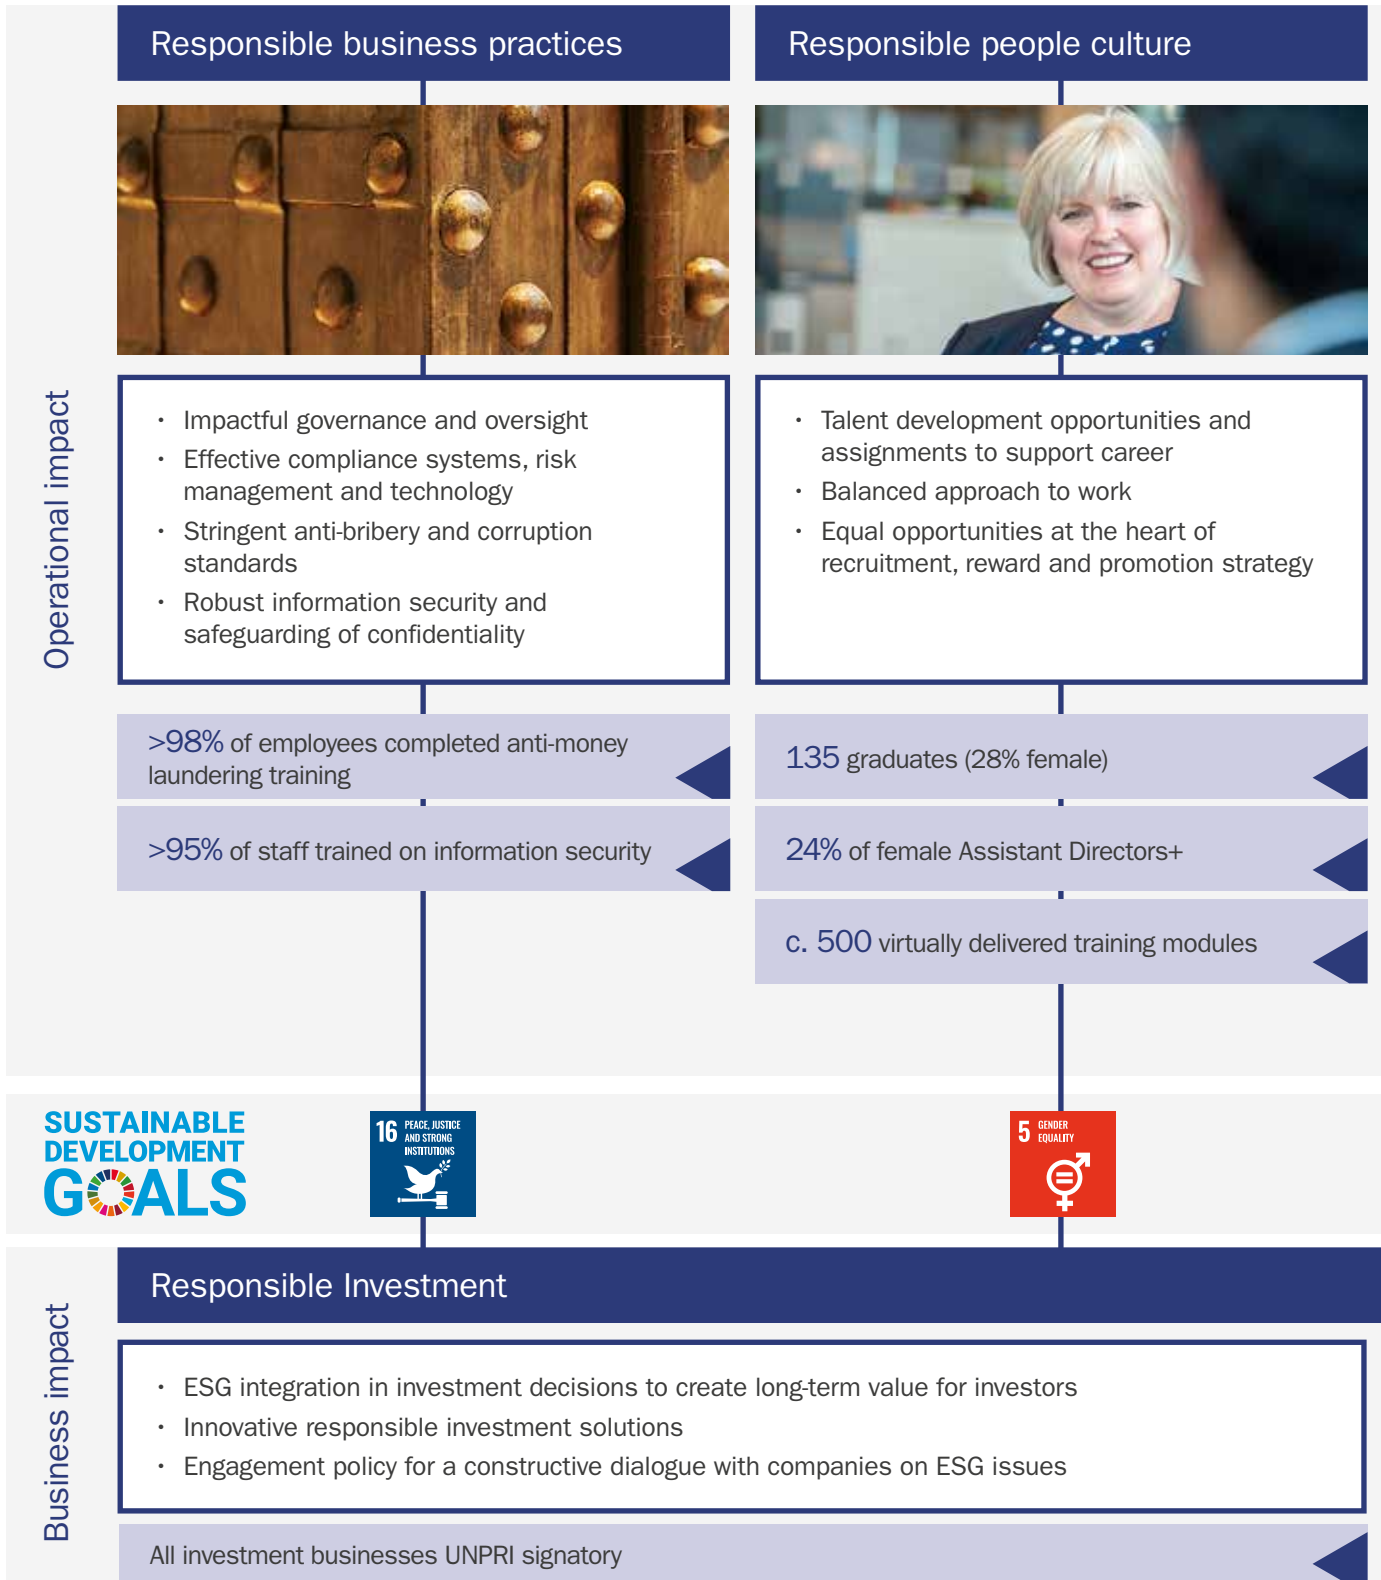 Responsible business practices
Responsible people culture
Operational impact
· Impactful governance and oversight
· Effective compliance systems, risk
management and technology
· Stringent anti-bribery and corruption
standards
· Robust information security and
safeguarding of confidentiality
· Talent development opportunities and
assignments to support career
· Balanced approach to work
· Equal opportunities at the heart of
recruitment, reward and promotion strategy
>98% of employees completed anti-money
laundering training
>95% of staff trained on information security
135 graduates (28% female)
24% of female Assistant Directors+
c. 500 virtually delivered training modules
SUSTAINABLE
DEVELOPMENT
GOALS
16 PEACE, JUSTICE
AND STRONG
INSTITUTIONS
5 GENDER
EQUALITY
Business impact
Responsible Investment
· ESG integration in investment decisions to create long-term value for investors
· Innovative responsible investment solutions
· Engagement policy for a constructive dialogue with companies on ESG issues
All investment businesses UNPRI signatory